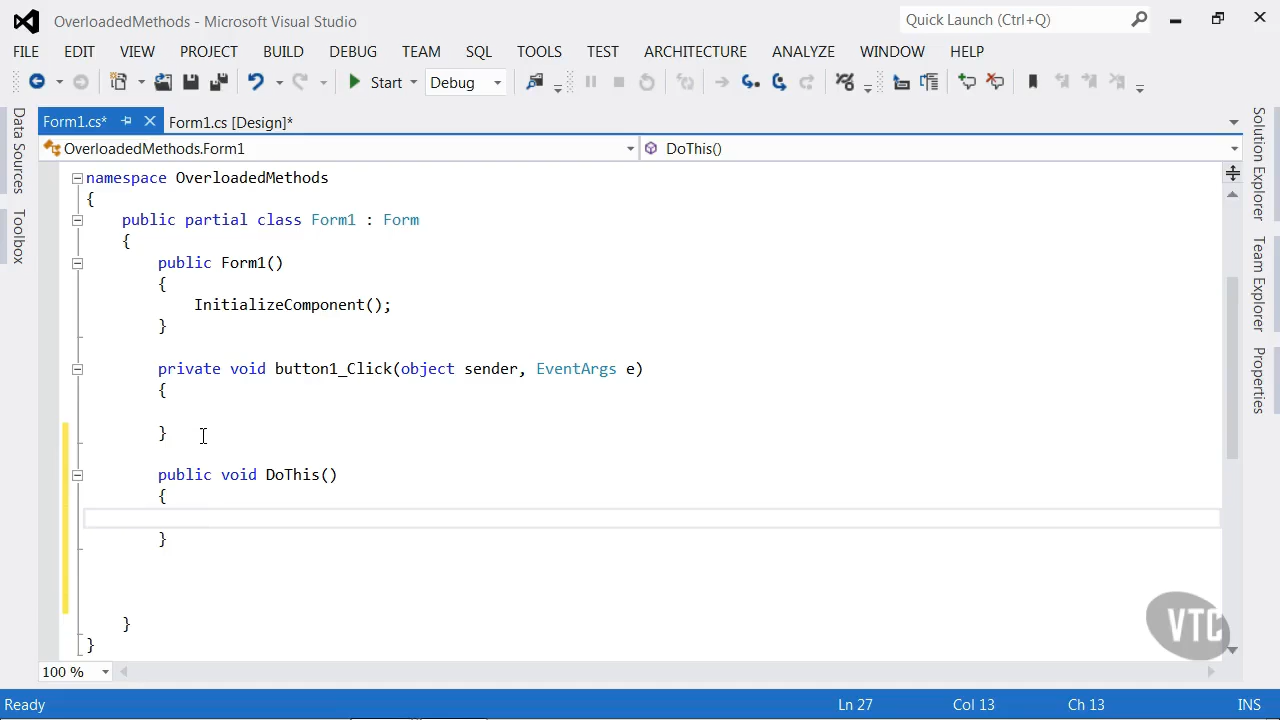 OverloadedMethods - Microsoft Visual Studio
Quick Launch (Ctrl+Q)
FILE EDIT VIEW PROJECT BUILD DEBUG TEAM SQL TOOLS TEST ARCHITECTURE ANALYZE WINDOW HELP
Start Debug
Form1.cs* Form1.cs [Design]*
OverloadedMethods.Form1 DoThis()
Data Sources
Toolbox
namespace OverloadedMethods
{
public partial class Form1 : Form
{
public Form1()
{
InitializeComponent();
}
private void button1_Click(object sender, EventArgs e)
{
}
public void DoThis()
{
}
}
}
Solution Explorer
Team Explorer
Properties
VTC
100 %
Ready Ln 27 Col 13 Ch 13 INS